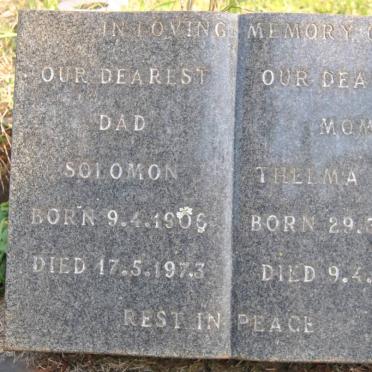 IN LOVING MEMORY O
OUR DEAREST
DAD
SOLOMON
BORN 9.4.1906
DIED 17.5.1973
OUR DEA
MOM
THELMA
BORN 29.3
DIED 9.4.
REST IN PEACE